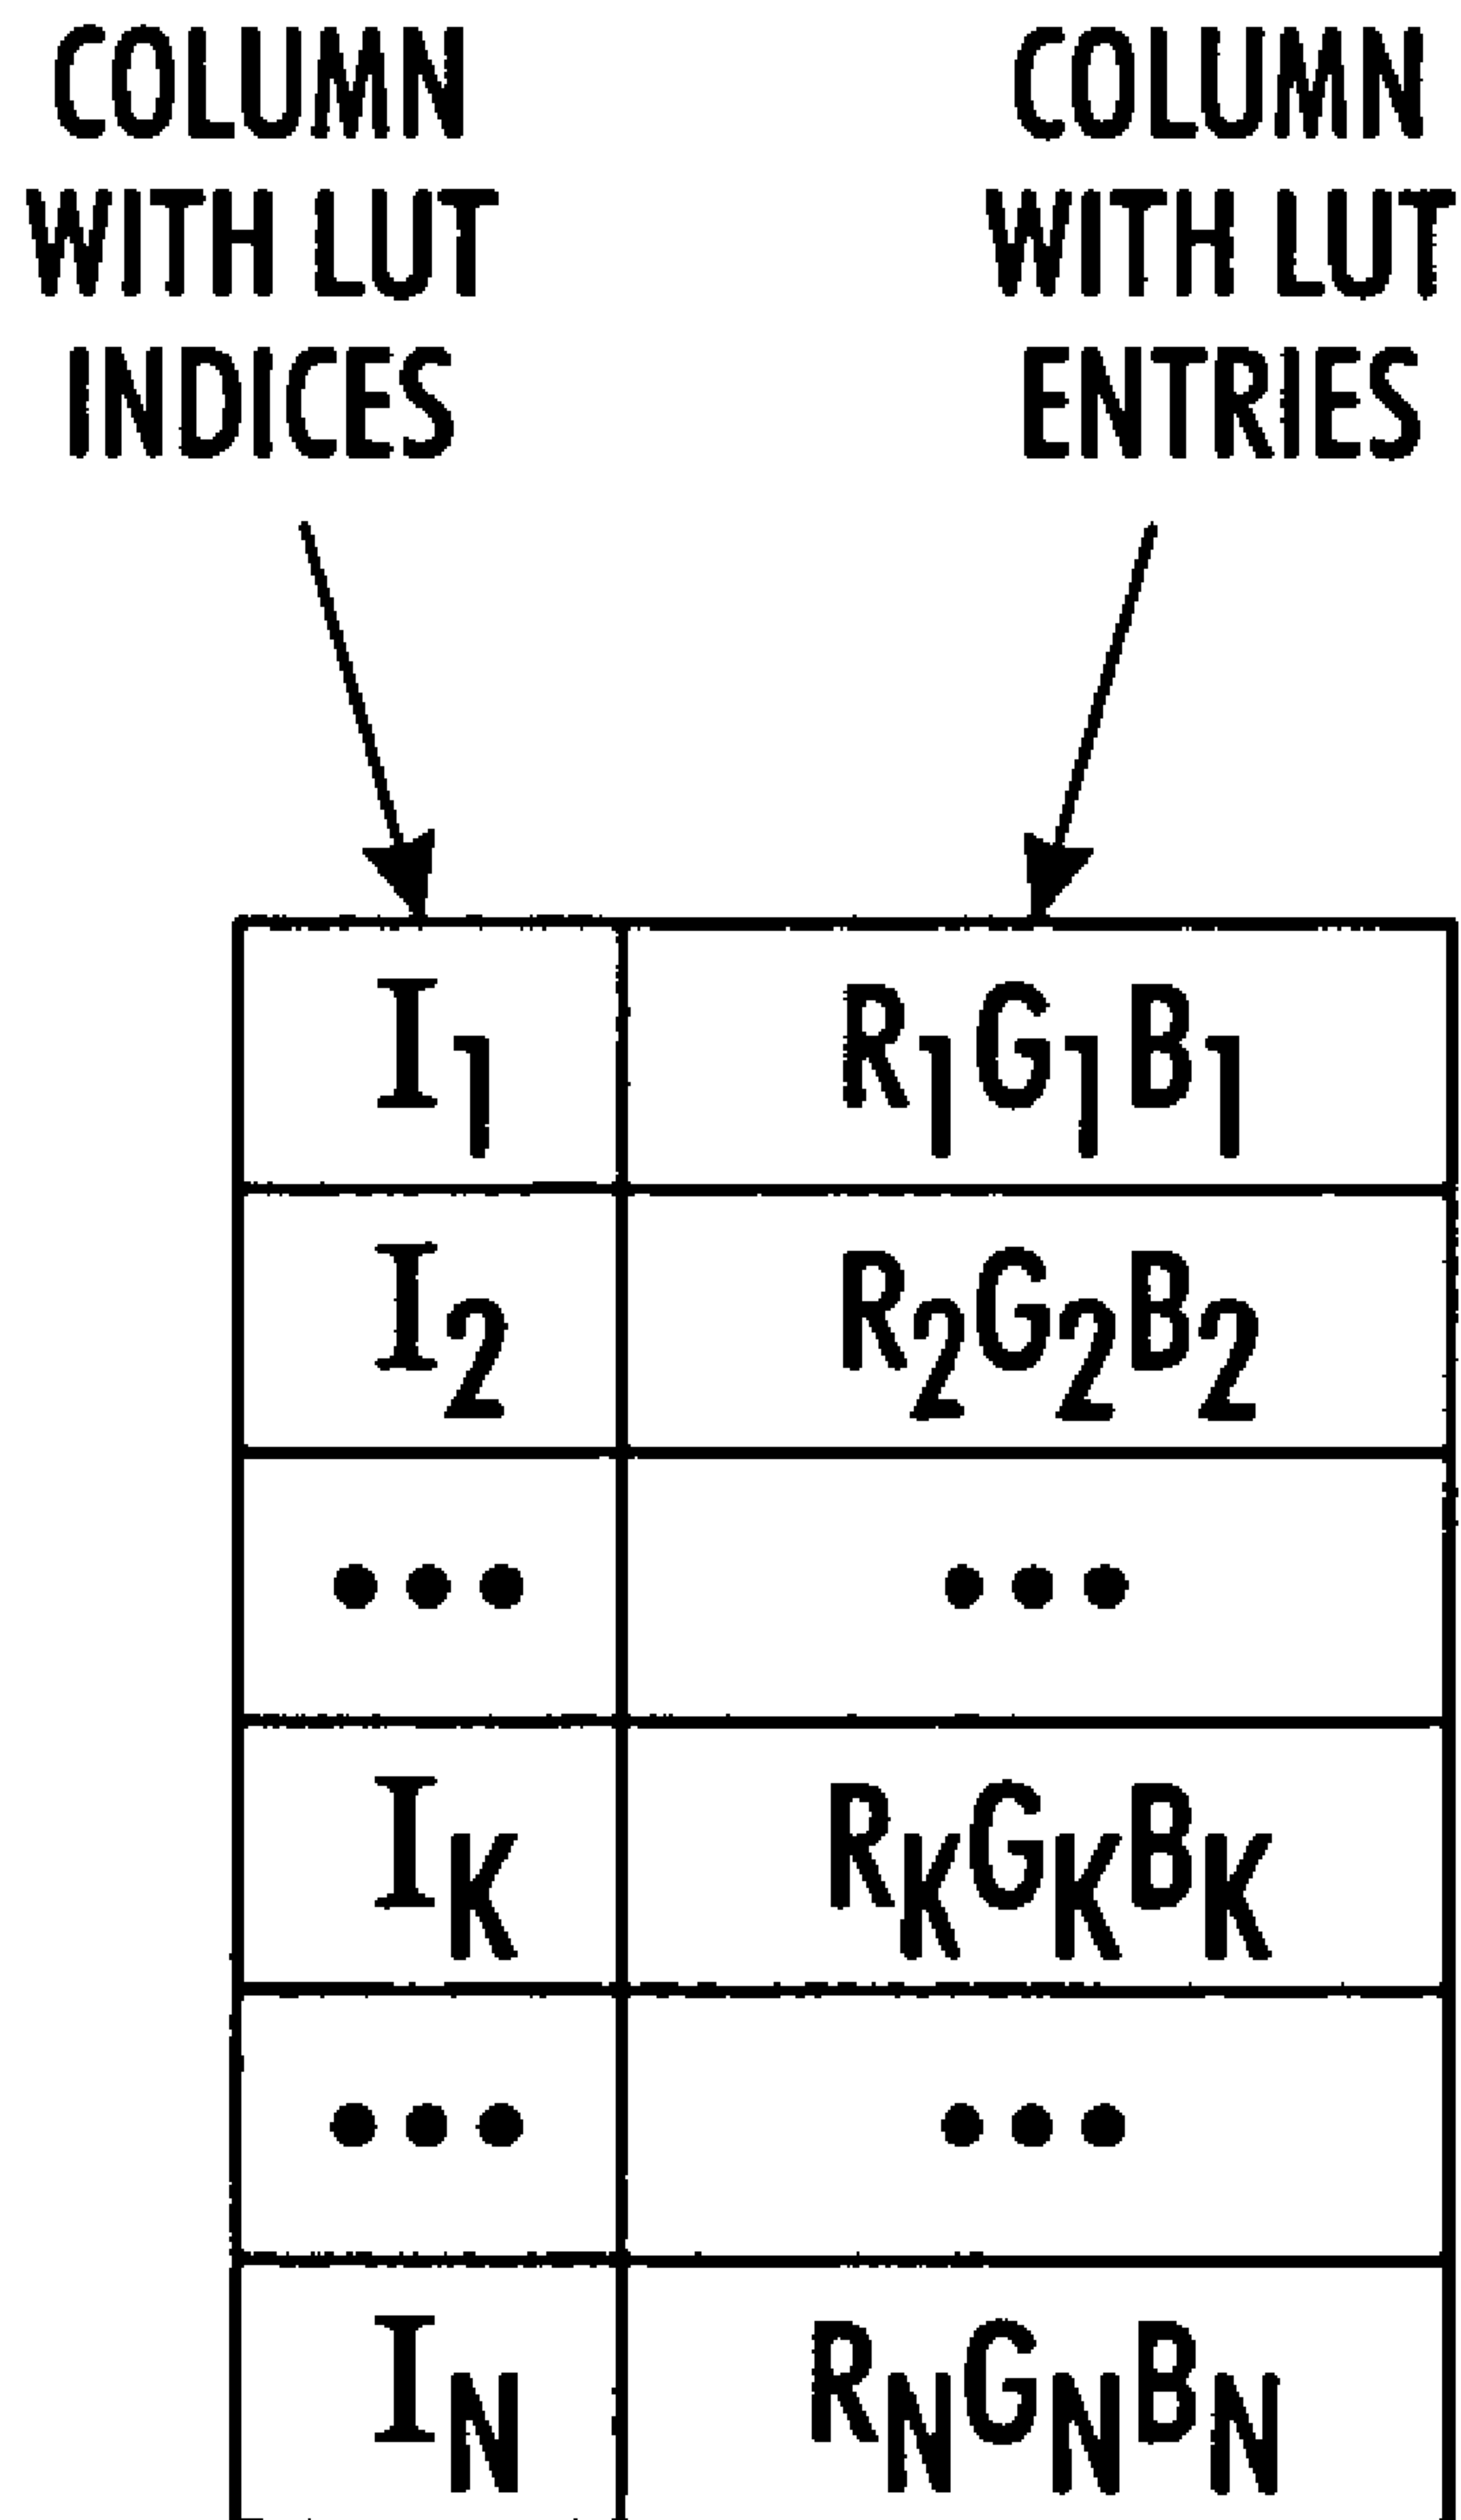 COLUMN WITH LUT INDICES
COLUMN WITH LUT ENTRIES
I1 R1G1B1
I2 R2G2B2
••• •••
IK RKGKBK
••• •••
IN RNGNBN